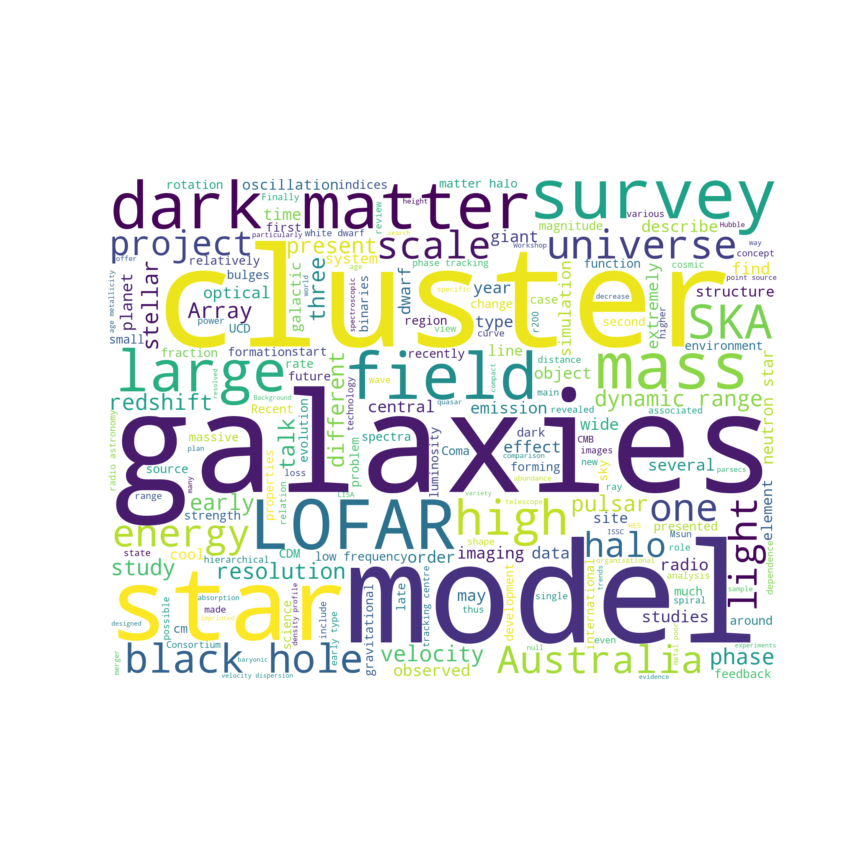 rotation
oscillation
indices
matter halo
survey
dark matter
Finally
time
first
review
height
various
Hubble
particularly
white dwarf
magnitude
describe
project
present
scale
giant
universe
way
concept
workshop
offer
relatively
system
phase tracking
function
cosmic
find
point source
cluster
planet
stellar
bulges
optical
galactic
three
world
age
spectroscopic
binaries
dwarf
specific
year
change
case
simulation
extremely
structure
decrease
higher
age metallicity
power
Array
region
view
type
second
SKA
small
UCD
curve
recently
r200
environment
formation
start
line
distance
large
fraction
rate
field
object
compact
mass
resolved
future
technology
wave
main
redshift
Background
Recent
different
central
quasar
emission
revealed
dynamic range
associated
neutron star
radio astronomy
massive
talk
evolution
problem
spectra
luminosity
Coma
dark
effect
wide
CMB
images
sky
new
several
parsecs
plan
many
source
properties
loss
forming
comparison
galaxies
range
early
relation
LISA
abundance
ray
variety
telescope
strength
LOFAR
high
pulsar
one
element
energy
site
ISSC
HES
Msun
presented
dependence
light
state
hierarchical
cool
CDM
low frequency
order
imaging
data
halo
organisational
role
radio
analysis
study
resolution
development
international
trends
much
sample
possible
absorption
made
science
density profile
include
early type
gravitational
late
tracking centre
may
thus
single
spiral
metal poor
studies
designed
imprinted
cm
star
model
even
around
Consortium
shape
null
experiments
merger
baryonic
black hole
velocity
observed
Australia
phase
feedback
velocity dispersion
evidence
search